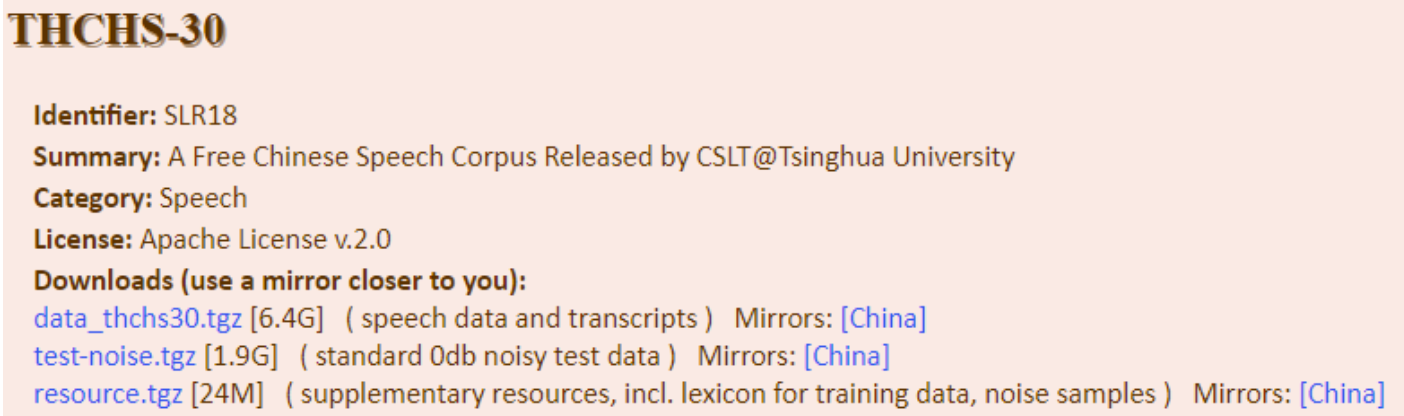 THCHS-30
Identifier: SLR18
Summary: A Free Chinese Speech Corpus Released by CSLT@Tsinghua University
Category: Speech
License: Apache License v.2.0
Downloads (use a mirror closer to you):
data_thchs30.tgz [6.4G] ( speech data and transcripts ) Mirrors: [China]
test-noise.tgz [1.9G] ( standard 0db noisy test data ) Mirrors: [China]
resource.tgz [24M] ( supplementary resources, incl. lexicon for training data, noise samples ) Mirrors: [China]